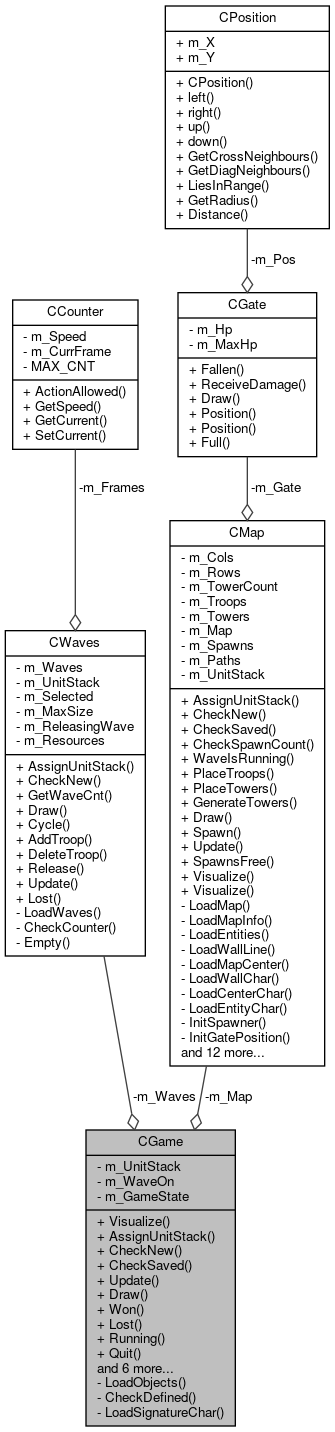 CPosition
+ m_X
+ m_Y
+ CPosition()
+ left()
+ right()
+ up()
+ down()
+ GetCrossNeighbours()
+ GetDiagNeighbours()
+ LiesInRange()
+ GetRadius()
+ Distance()
-m_Pos
CCounter
- m_Speed
- m_CurrFrame
- MAX_CNT
+ ActionAllowed()
+ GetSpeed()
+ GetCurrent()
+ SetCurrent()
CGate
- m_Hp
- m_MaxHp
+ Fallen()
+ ReceiveDamage()
+ Draw()
+ Position()
+ Position()
+ Full()
-m_Frames
-m_Gate
CWaves
- m_Waves
- m_UnitStack
- m_Selected
- m_MaxSize
- m_ReleasingWave
- m_Resources
+ AssignUnitStack()
+ CheckNew()
+ GetWaveCnt()
+ Draw()
+ Cycle()
+ AddTroop()
+ DeleteTroop()
+ Release()
+ Update()
+ Lost()
- LoadWaves()
- CheckCounter()
- Empty()
CMap
- m_Cols
- m_Rows
- m_TowerCount
- m_Troops
- m_Towers
- m_Map
- m_Spawns
- m_Paths
- m_UnitStack
+ AssignUnitStack()
+ CheckNew()
+ CheckSaved()
+ CheckSpawnCount()
+ WaveIsRunning()
+ PlaceTroops()
+ PlaceTowers()
+ GenerateTowers()
+ Draw()
+ Spawn()
+ Update()
+ SpawnsFree()
+ Visualize()
+ Visualize()
- LoadMap()
- LoadMapInfo()
- LoadEntities()
- LoadWallLine()
- LoadMapCenter()
- LoadWallChar()
- LoadCenterChar()
- LoadEntityChar()
- InitSpawner()
- InitGatePosition()
and 12 more...
-m_Waves
-m_Map
CGame
- m_UnitStack
- m_WaveOn
- m_GameState
+ Visualize()
+ AssignUnitStack()
+ CheckNew()
+ CheckSaved()
+ Update()
+ Draw()
+ Won()
+ Lost()
+ Running()
+ Quit()
and 6 more...
- LoadObjects()
- CheckDefined()
- LoadSignatureChar()